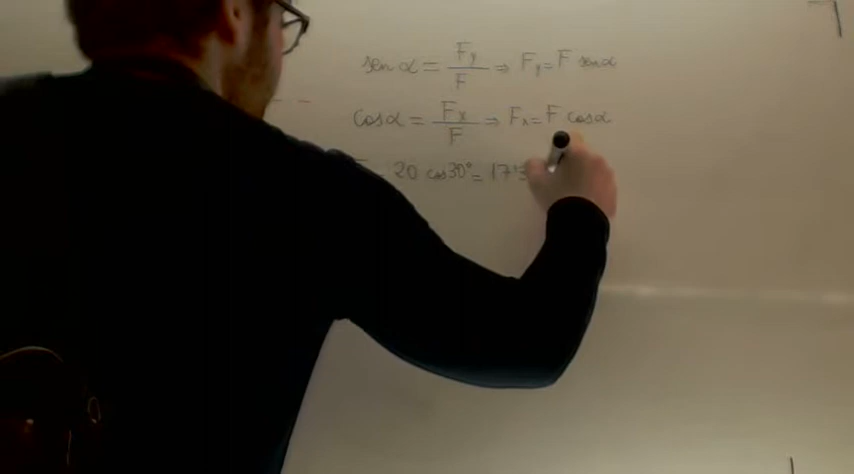 sen α = Fy/F ⇒ Fy = F sen α
cos α = Fx/F ⇒ Fx = F cos α
20 cos 30° = 17'3